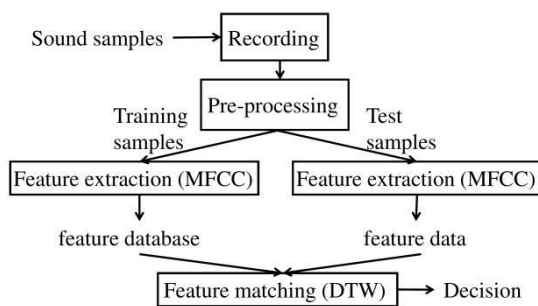 Sound samples
Recording
Pre-processing
Training
samples
Test
samples
Feature extraction (MFCC)
Feature extraction (MFCC)
feature database
feature data
Feature matching (DTW)
Decision